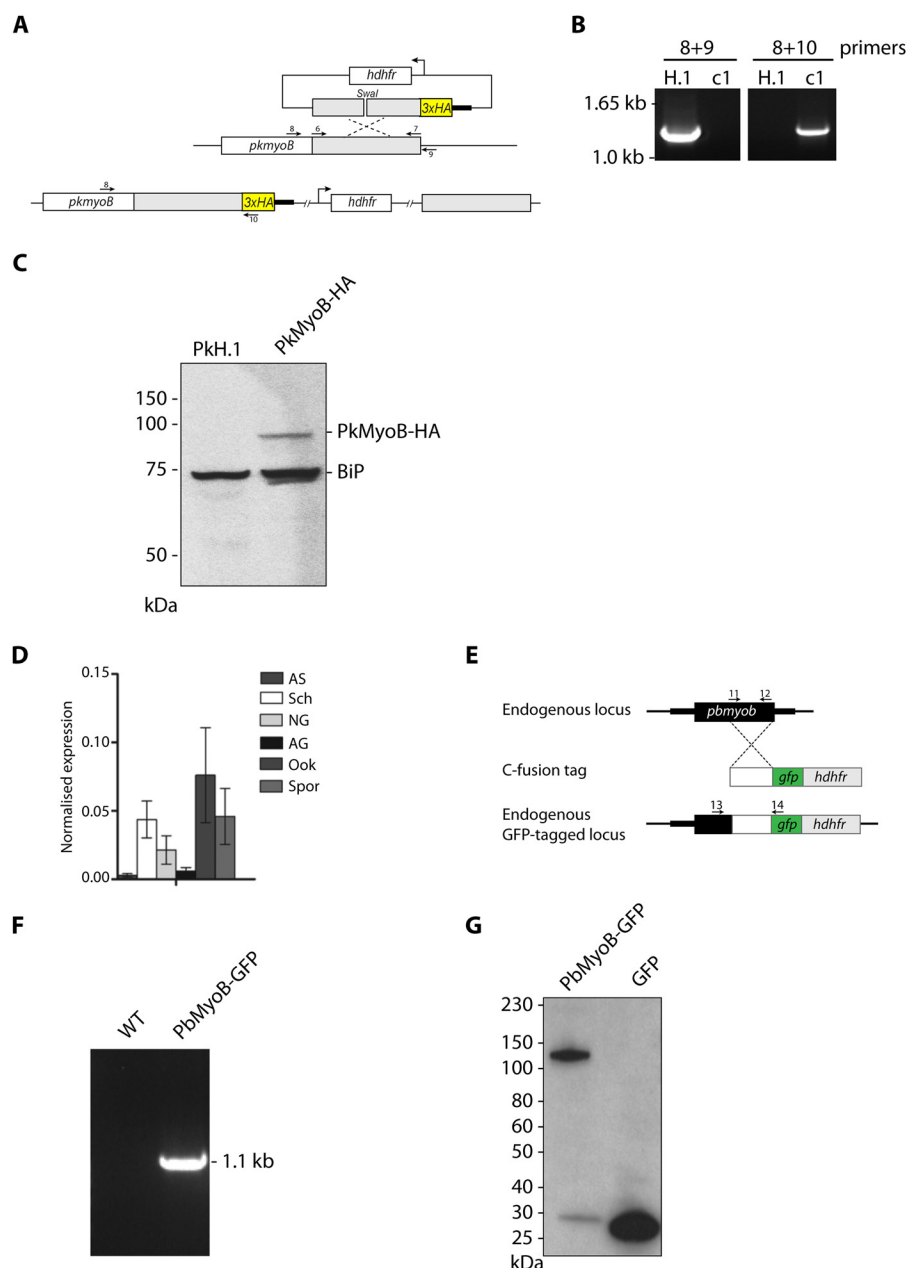 A
hdhfr
SwaI
3xHA
8
6
7
pkmyoB
9
8
pkmyoB
3xHA
hdhfr
10
B
8+9
8+10
primers
H.1
c1
H.1
c1
1.65 kb -
1.0 kb -
C
PkH.1
PkMyoB-HA
150 -
100 -
75 -
50 -
kDa
- PkMyoB-HA
- BiP
D
Normalised expression
0.15
0.10
0.05
0.00
AS
Sch
NG
AG
Ook
Spor
E
Endogenous locus
11
12
pbmyob
C-fusion tag
gfp
hdhfr
Endogenous
GFP-tagged locus
13
14
gfp
hdhfr
F
WT
PbMyoB-GFP
- 1.1 kb
G
PbMyoB-GFP
GFP
230
150
100
80
60
50
40
30
25
kDa